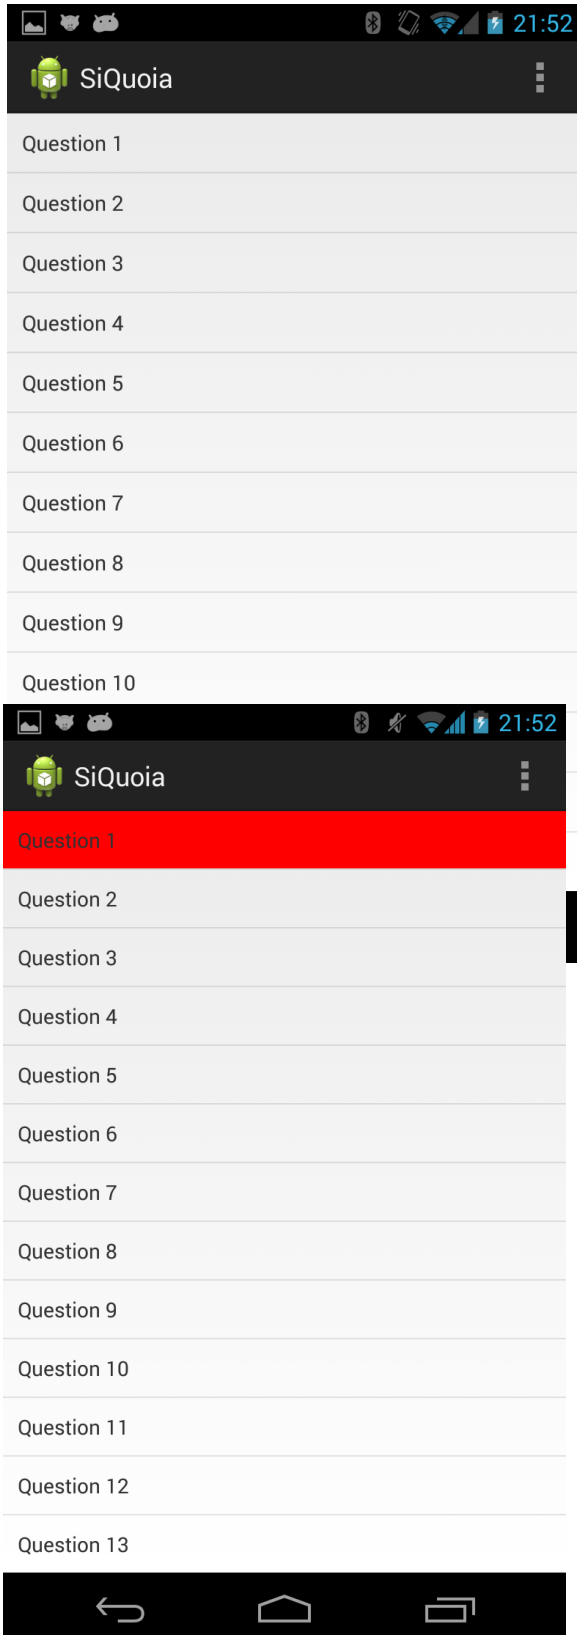 21:52
SiQuoia
Question 1
Question 2
Question 3
Question 4
Question 5
Question 6
Question 7
Question 8
Question 9
Question 10
21:52
SiQuoia
Question 1
Question 2
Question 3
Question 4
Question 5
Question 6
Question 7
Question 8
Question 9
Question 10
Question 11
Question 12
Question 13